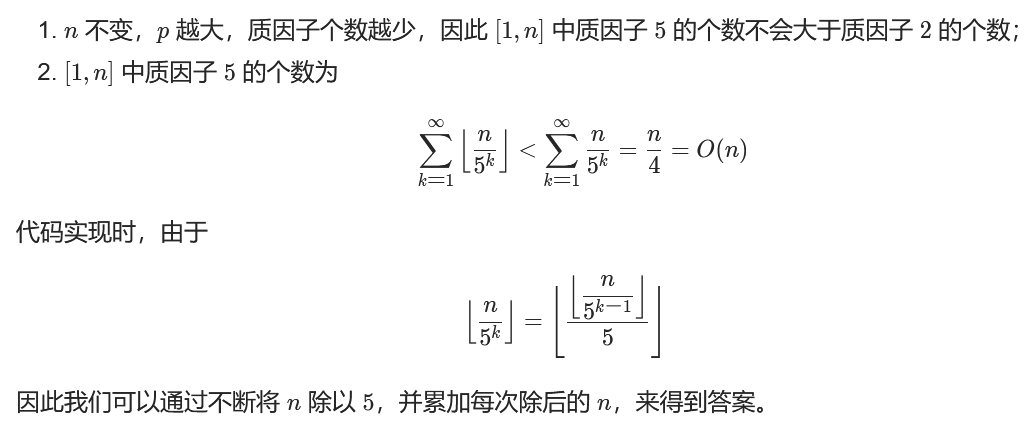 1. n 不变，p 越大，质因子个数越少，因此 [1, n] 中质因子 5 的个数不会大于质因子 2 的个数；
2. [1, n] 中质因子 5 的个数为
$$\sum_{k=1}^{\infty} \left\lfloor \frac{n}{5^k} \right\rfloor < \sum_{k=1}^{\infty} \frac{n}{5^k} = \frac{n}{4} = O(n)$$
代码实现时，由于
$$\left\lfloor \frac{n}{5^k} \right\rfloor = \left\lfloor \frac{\left\lfloor \frac{n}{5^{k-1}} \right\rfloor}{5} \right\rfloor$$
因此我们可以通过不断将 n 除以 5，并累加每次除后的 n，来得到答案。